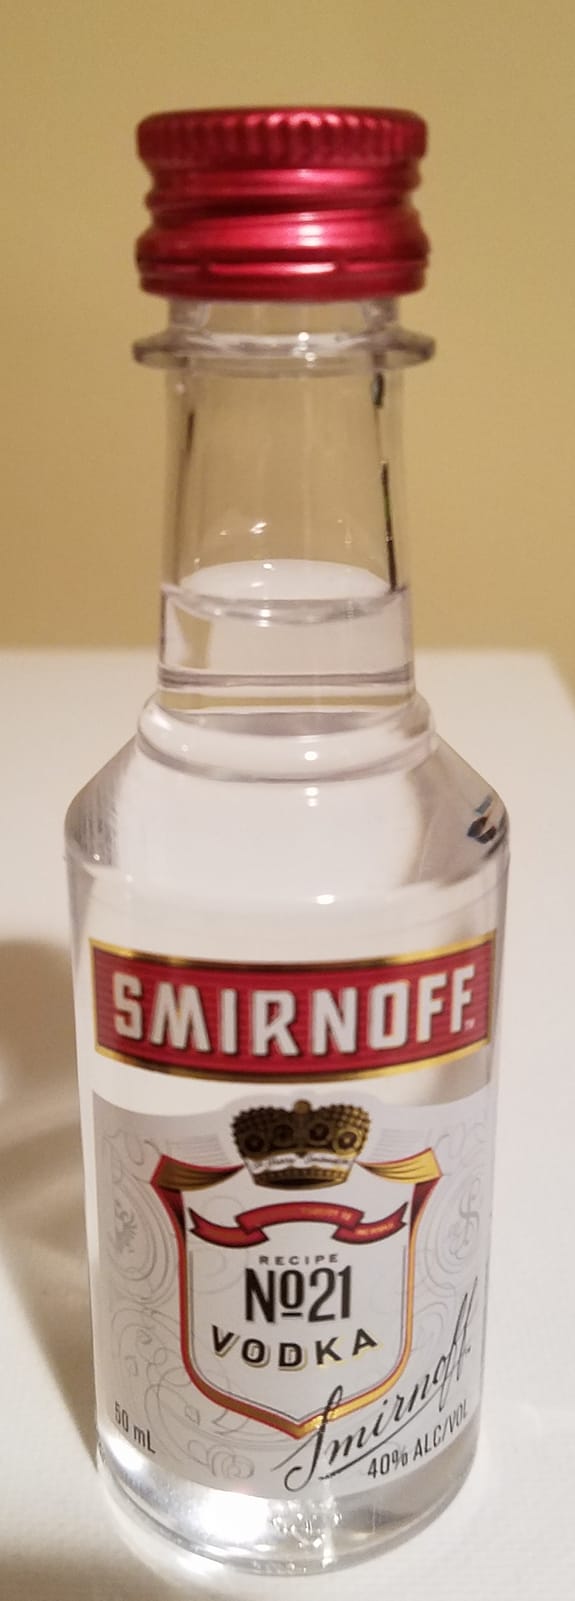 SMIRNOFF
RECIPE
No21
VODKA
Smirnoff
50 mL
40% ALC/VOL